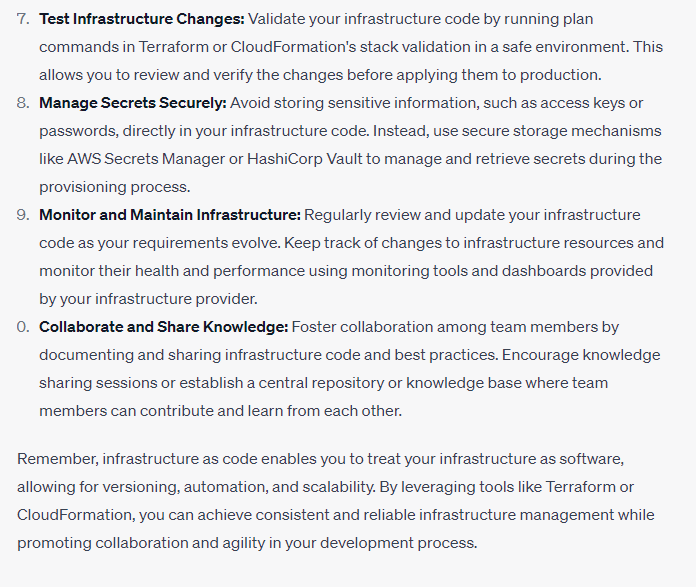 7. Test Infrastructure Changes: Validate your infrastructure code by running plan
commands in Terraform or CloudFormation's stack validation in a safe environment. This
allows you to review and verify the changes before applying them to production.
8. Manage Secrets Securely: Avoid storing sensitive information, such as access keys or
passwords, directly in your infrastructure code. Instead, use secure storage mechanisms
like AWS Secrets Manager or HashiCorp Vault to manage and retrieve secrets during the
provisioning process.
9. Monitor and Maintain Infrastructure: Regularly review and update your infrastructure
code as your requirements evolve. Keep track of changes to infrastructure resources and
monitor their health and performance using monitoring tools and dashboards provided
by your infrastructure provider.
0. Collaborate and Share Knowledge: Foster collaboration among team members by
documenting and sharing infrastructure code and best practices. Encourage knowledge
sharing sessions or establish a central repository or knowledge base where team
members can contribute and learn from each other.
Remember, infrastructure as code enables you to treat your infrastructure as software,
allowing for versioning, automation, and scalability. By leveraging tools like Terraform or
CloudFormation, you can achieve consistent and reliable infrastructure management while
promoting collaboration and agility in your development process.